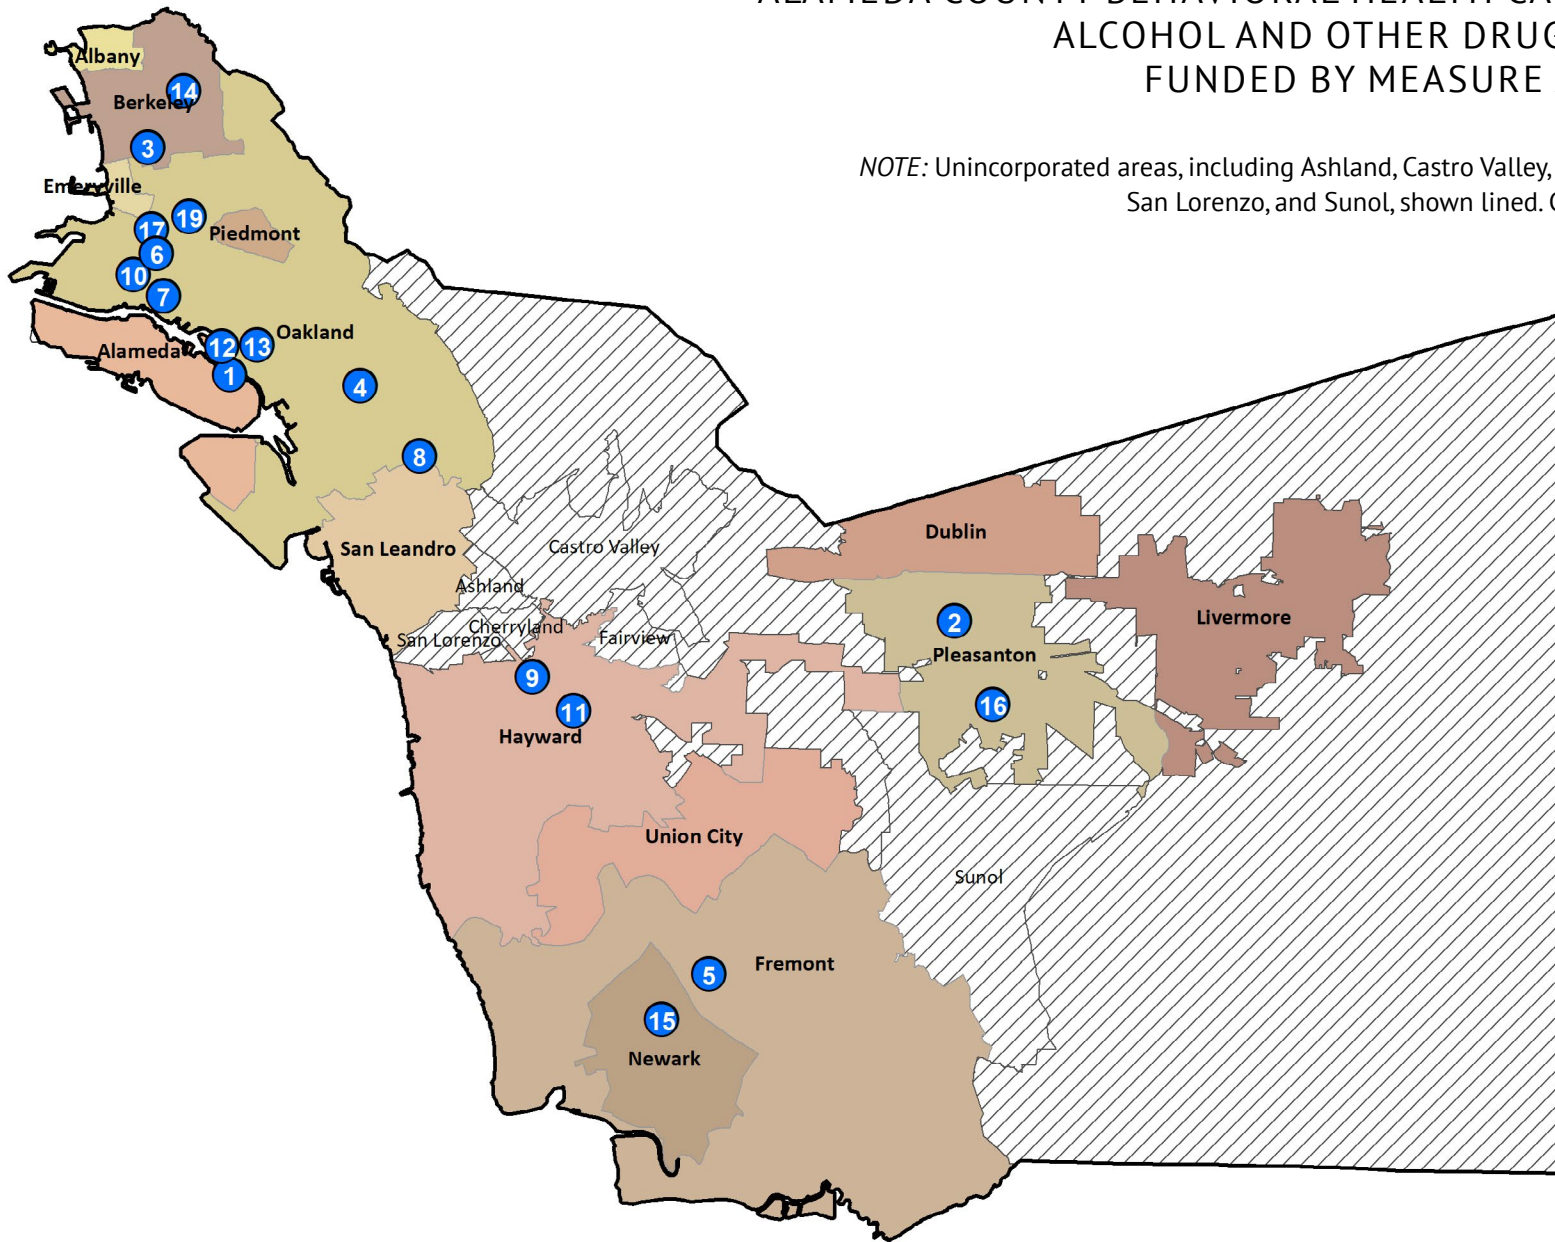 ALCOHOL AND OTHER DRUG
FUNDED BY MEASURE
NOTE: Unincorporated areas, including Ashland, Castro Valley,
San Lorenzo, and Sunol, shown lined.
Albany
14
Berkeley
3
Emeryville
19
17
Piedmont
6
10
7
Oakland
12
13
Alameda
1
4
8
Dublin
San Leandro
Castro Valley
Ashland
Livermore
2
Cherryland
San Lorenzo
Fairview
Pleasanton
9
16
11
Hayward
Union City
Sunol
Fremont
5
15
Newark